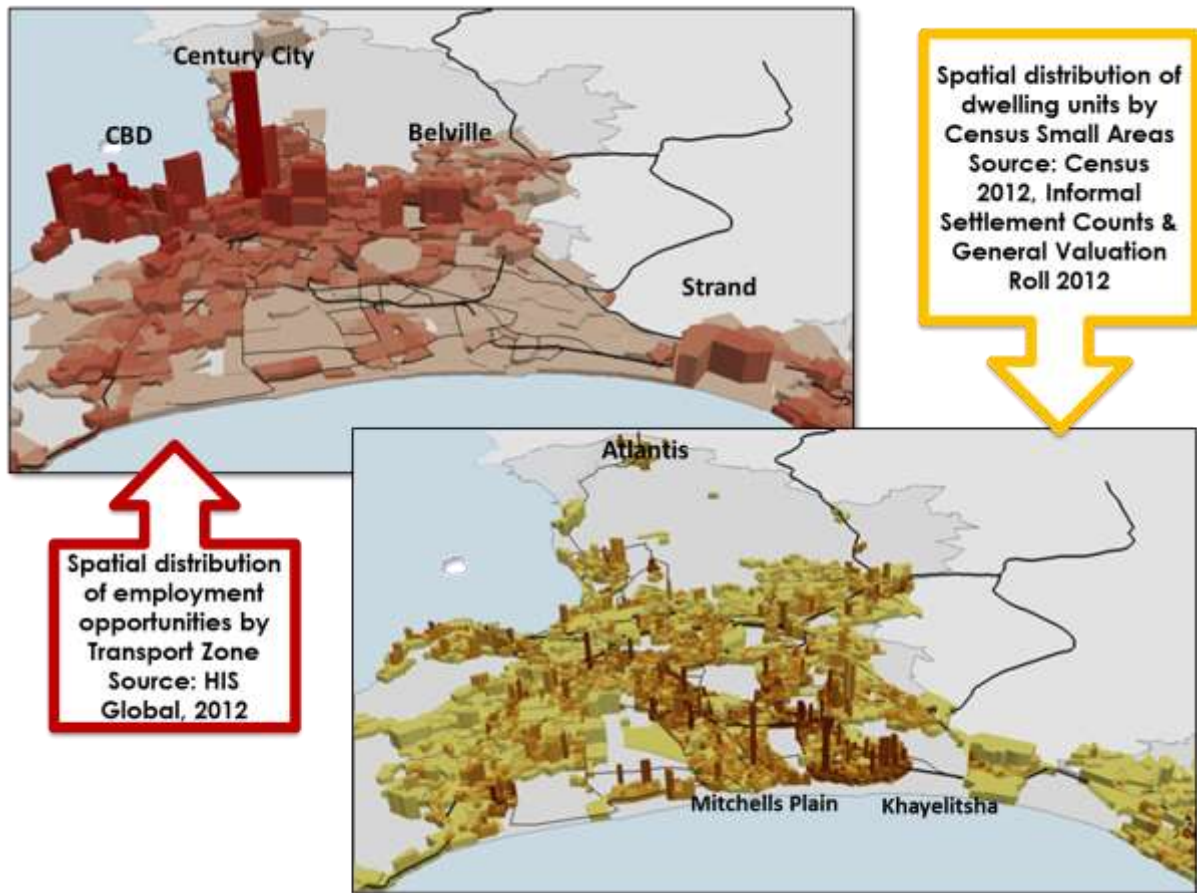 Century City
CBD
Belville
Strand
Spatial distribution of
dwelling units by
Census Small Areas
Source: Census
2012, Informal
Settlement Counts &
General Valuation
Roll 2012
Spatial distribution
of employment
opportunities by
Transport Zone
Source: HIS
Global, 2012
Atlantis
Mitchells Plain
Khayelitsha